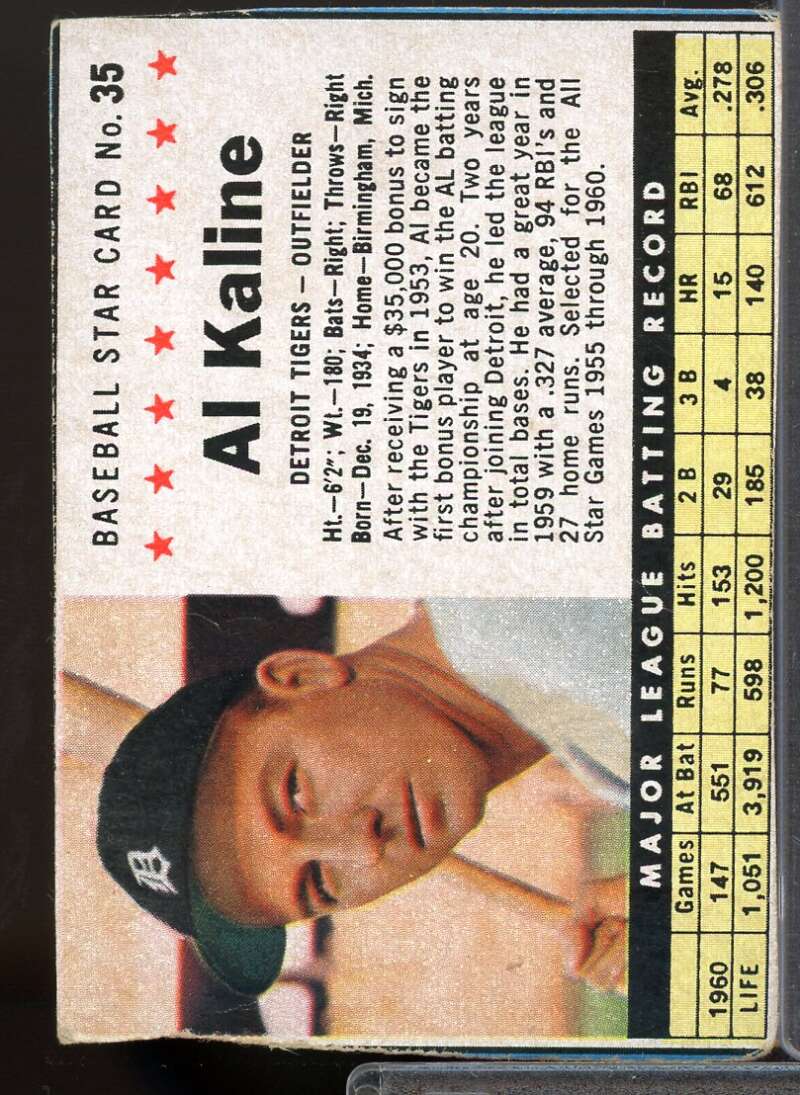 BASEBALL STAR CARD No. 35
Al Kaline
DETROIT TIGERS – OUTFIELDER
Ht.–6'2"; Wt.–180; Bats–Right; Throws–Right
Born–Dec. 19, 1934; Home–Birmingham, Mich.
After receiving a $35,000 bonus to sign
with the Tigers in 1953, Al became the
first bonus player to win the AL batting
championship at age 20. Two years
after joining Detroit, he led the league
in total bases. He had a great year in
1959 with a .327 average, 94 RBI's and
27 home runs. Selected for the All
Star Games 1955 through 1960.
D
MAJOR LEAGUE BATTING RECORD
Games At Bat Runs Hits 2 B 3 B HR RBI Avg.
1960 147 551 77 153 29 4 15 68 .278
LIFE 1,051 3,919 598 1,200 185 38 140 612 .306